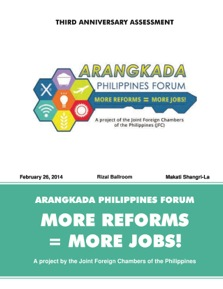 THIRD ANNIVERSARY ASSESSMENT
ARANGKADA
PHILIPPINES FORUM
MORE REFORMS = MORE JOBS!
A project of the Joint Foreign Chambers
of the Philippines (JFC)
February 26, 2014 Rizal Ballroom Makati Shangri-La
ARANGKADA PHILIPPINES FORUM
MORE REFORMS
= MORE JOBS!
A project by the Joint Foreign Chambers of the Philippines